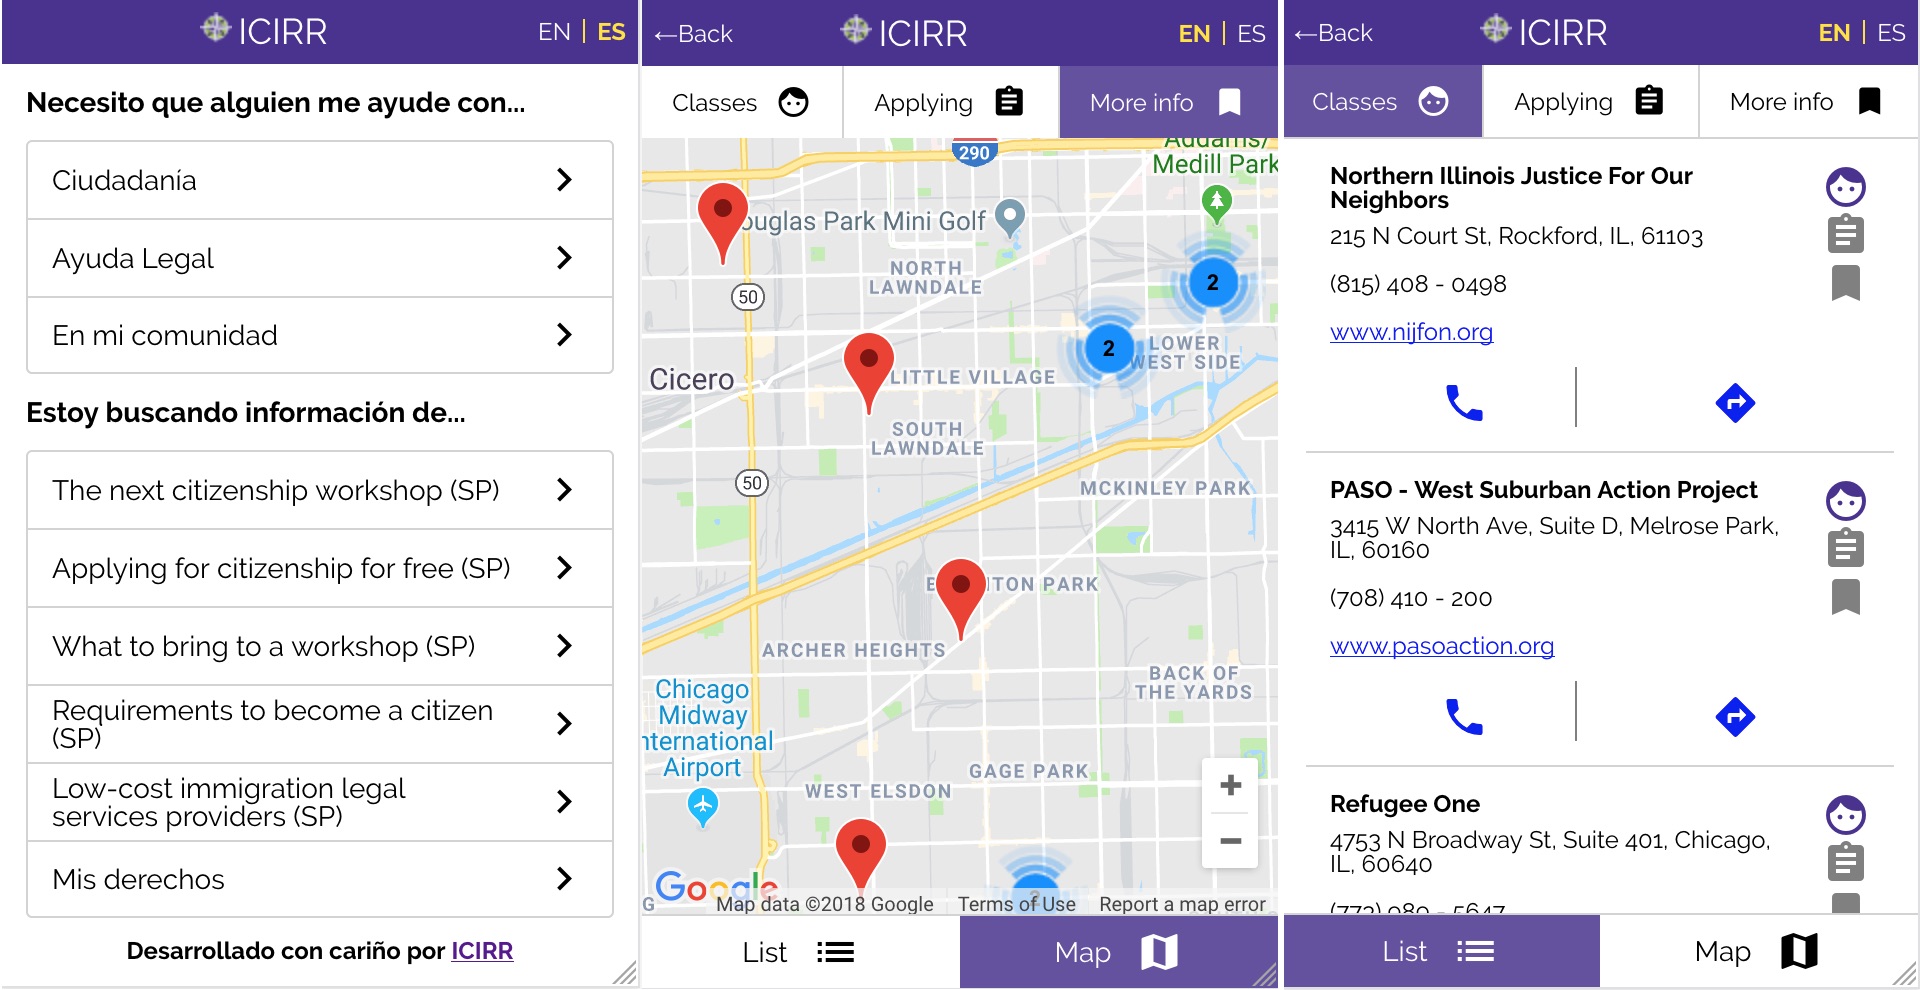 ICIRR
EN | ES
Necesito que alguien me ayude con...
Ciudadanía
Ayuda Legal
En mi comunidad
Estoy buscando información de...
The next citizenship workshop (SP)
Applying for citizenship for free (SP)
What to bring to a workshop (SP)
Requirements to become a citizen
(SP)
Low-cost immigration legal
services providers (SP)
Mis derechos
Desarrollado con cariño por ICIRR
←Back
ICIRR
EN | ES
Classes
Applying
More info
290
Addams/
Medill Park
ouglas Park Mini Golf
NORTH
LAWNDALE
2
50
2
LOWER
WEST SIDE
Cicero
LITTLE VILLAGE
SOUTH
LAWNDALE
50
MCKINLEY PARK
TON PARK
ARCHER HEIGHTS
BACK OF
THE YARDS
Chicago
Midway
nternational
Airport
GAGE PARK
WEST ELSDON
+
−
Google
2
Map data ©2018 Google
Terms of Use
Report a map error
List
Map
←Back
ICIRR
EN | ES
Classes
Applying
More info
Northern Illinois Justice For Our
Neighbors
215 N Court St, Rockford, IL, 61103
(815) 408 - 0498
www.nijfon.org
PASO - West Suburban Action Project
3415 W North Ave, Suite D, Melrose Park,
IL, 60160
(708) 410 - 200
www.pasoaction.org
Refugee One
4753 N Broadway St, Suite 401, Chicago,
IL, 60640
(773) 989 - 5647
List
Map